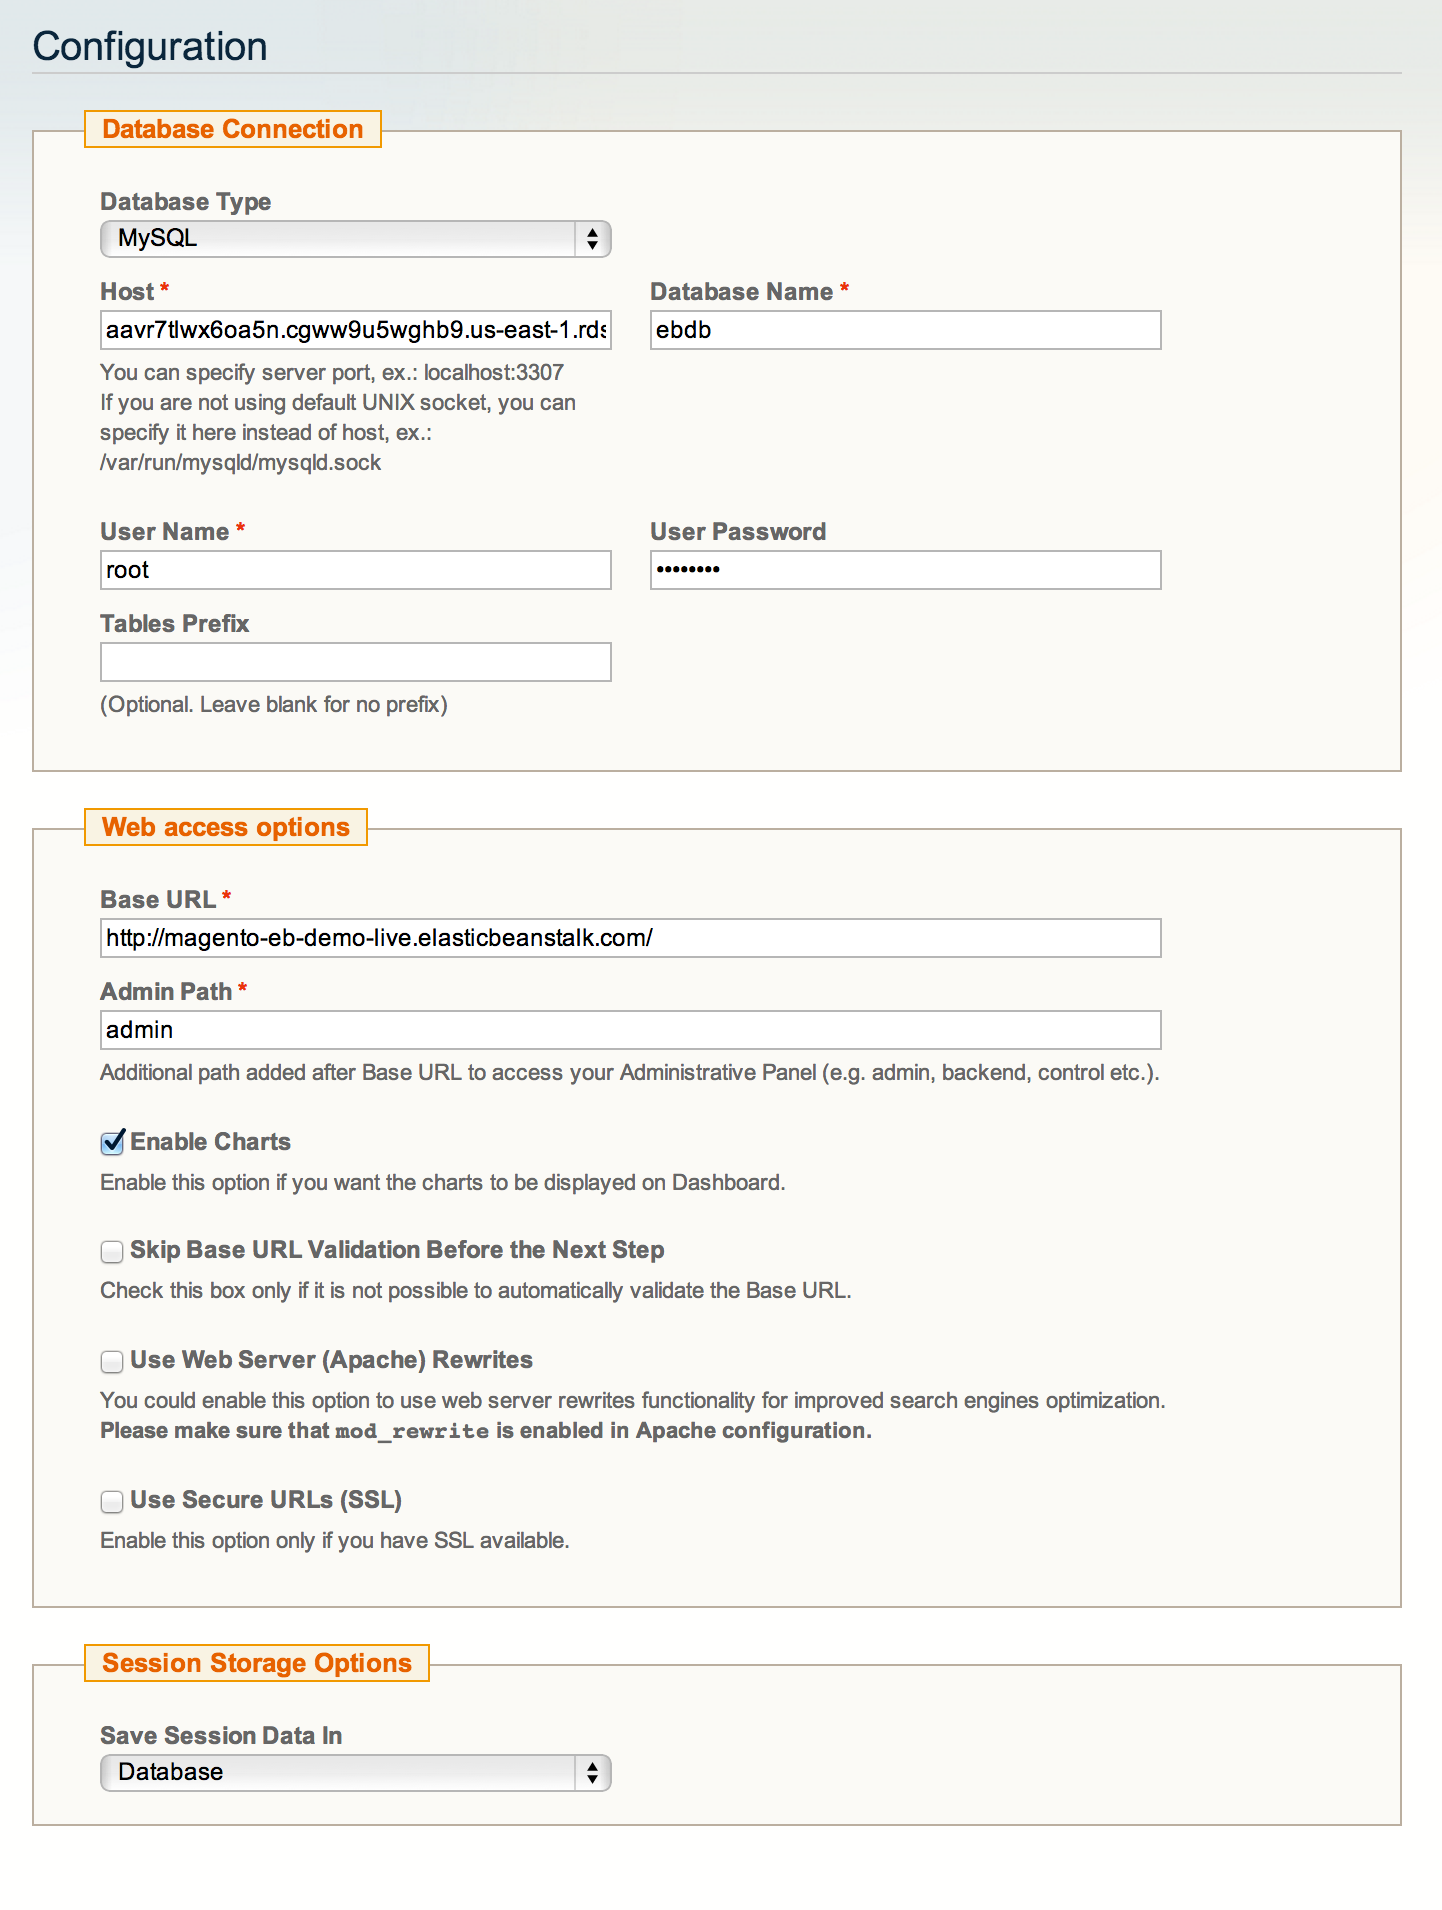 Configuration
Database Connection
Database Type
MySQL
Host *
Database Name *
aavr7tlwx6oa5n.cgww9u5wghb9.us-east-1.rds
ebdb
You can specify server port, ex.: localhost:3307
If you are not using default UNIX socket, you can
specify it here instead of host, ex.:
/var/run/mysqld/mysqld.sock
User Name *
User Password
root
••••••••
Tables Prefix
(Optional. Leave blank for no prefix)
Web access options
Base URL *
http://magento-eb-demo-live.elasticbeanstalk.com/
Admin Path *
admin
Additional path added after Base URL to access your Administrative Panel (e.g. admin, backend, control etc.).
Enable Charts
Enable this option if you want the charts to be displayed on Dashboard.
Skip Base URL Validation Before the Next Step
Check this box only if it is not possible to automatically validate the Base URL.
Use Web Server (Apache) Rewrites
You could enable this option to use web server rewrites functionality for improved search engines optimization.
Please make sure that mod_rewrite is enabled in Apache configuration.
Use Secure URLs (SSL)
Enable this option only if you have SSL available.
Session Storage Options
Save Session Data In
Database